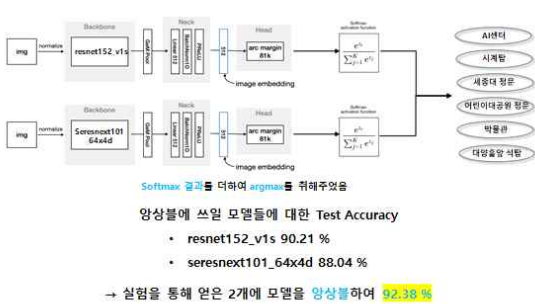 Backbone
Neck
Head
Softmax
activation function
img
normalize
resnet152_v1s
GeM Pool
Linear 512
BatchNorm1D
PReLU
512
arc margin
81k
image embedding
Backbone
Neck
Head
Softmax
activation function
img
normalize
Seresnext101
_64x4d
GeM Pool
Linear 512
BatchNorm1D
PReLU
512
arc margin
81k
image embedding
AI센터
시계탑
세종대 정문
어린이대공원 정문
박물관
대양홀앞 석탑
Softmax 결과를 더하여 argmax를 취해주었음
앙상블에 쓰일 모델들에 대한 Test Accuracy
• resnet152_v1s 90.21 %
• seresnext101_64x4d 88.04 %
→ 실험을 통해 얻은 2개에 모델을 앙상블하여 92.38 %